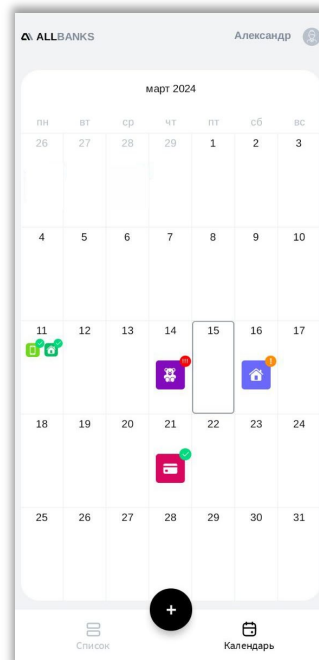 ALLBANKS
Александр
март 2024
пн вт ср чт пт сб вс
26 27 28 29 1 2 3
4 5 6 7 8 9 10
11 12 13 14 15 16 17
!!! !
18 19 20 21 22 23 24
25 26 27 28 29 30 31
+
Список Календарь